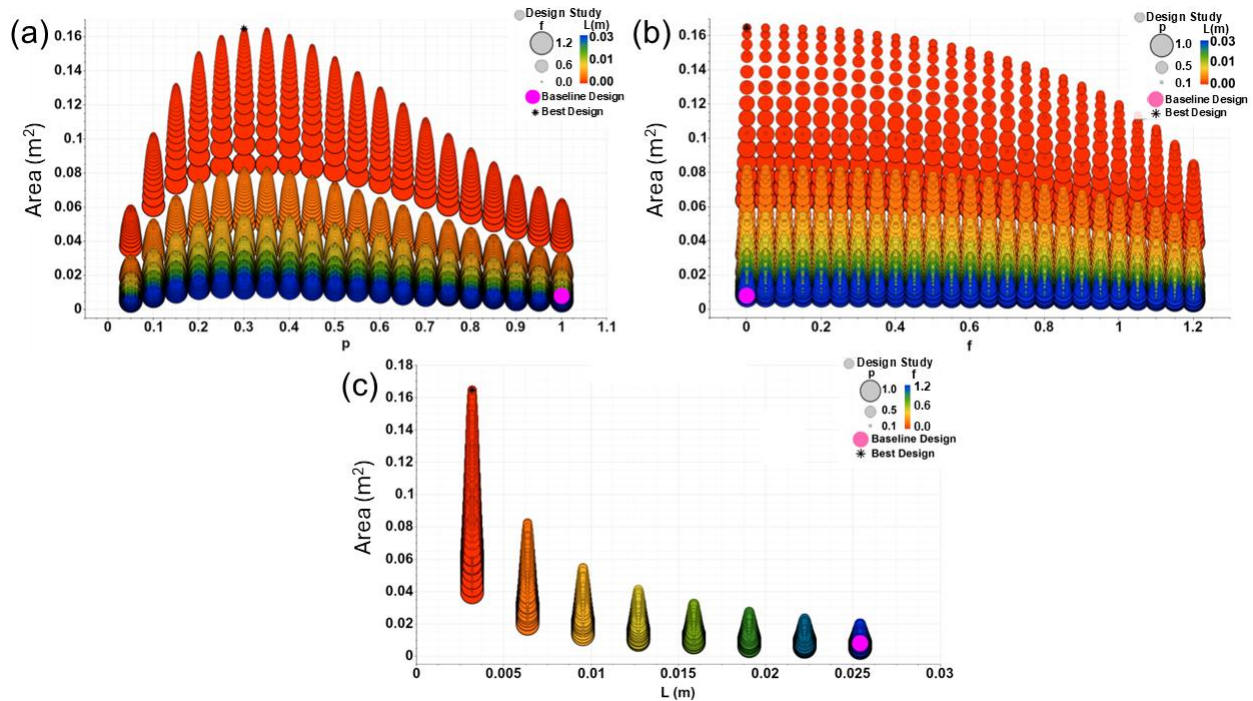 (a)
Area (m²)
0.16
0.14
0.12
0.1
0.08
0.06
0.04
0.02
0
0 0.1 0.2 0.3 0.4 0.5 0.6 0.7 0.8 0.9 1 1.1
p
Design Study
f L(m)
1.2 0.03
0.6 0.01
0.0 0.00
Baseline Design
Best Design
(b)
Area (m²)
0.16
0.14
0.12
0.1
0.08
0.06
0.04
0.02
0
0 0.2 0.4 0.6 0.8 1 1.2
f
Design Study
p L(m)
1.0 0.03
0.5 0.01
0.1 0.00
Baseline Design
Best Design
(c)
Area (m²)
0.18
0.16
0.14
0.12
0.1
0.08
0.06
0.04
0.02
0
0 0.005 0.01 0.015 0.02 0.025 0.03
L (m)
Design Study
p f
1.0 1.2
0.5 0.6
0.1 0.0
Baseline Design
Best Design